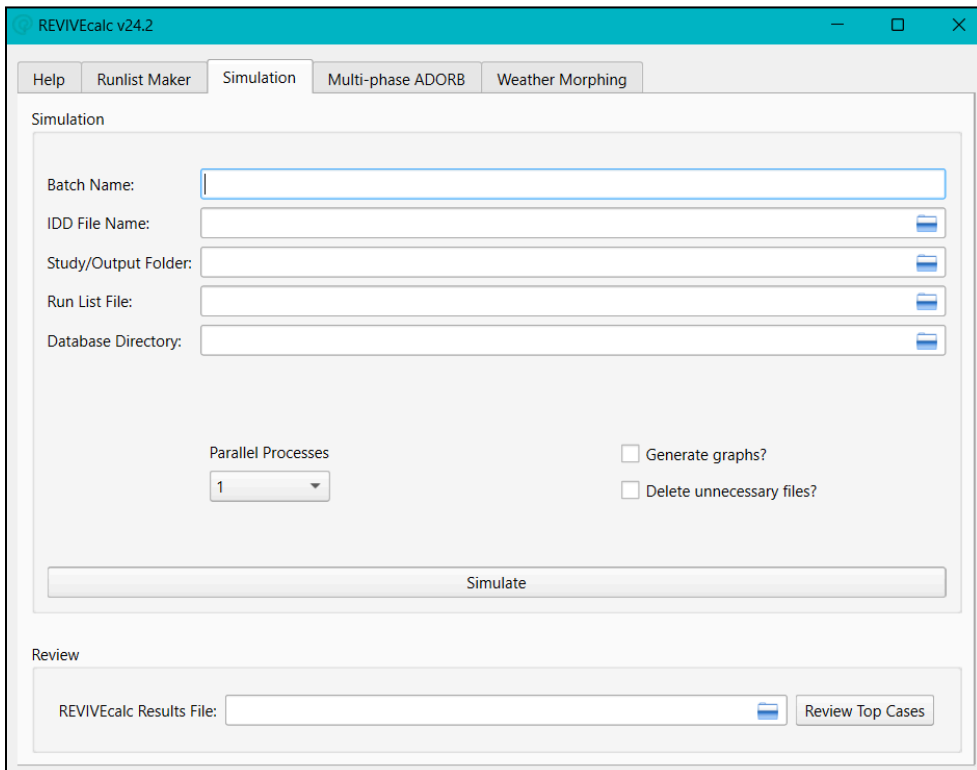 REVIVEcalc v24.2
Help Runlist Maker Simulation Multi-phase ADORB Weather Morphing
Simulation
Batch Name:
IDD File Name:
Study/Output Folder:
Run List File:
Database Directory:
Parallel Processes
1
Generate graphs?
Delete unnecessary files?
Simulate
Review
REVIVEcalc Results File: Review Top Cases